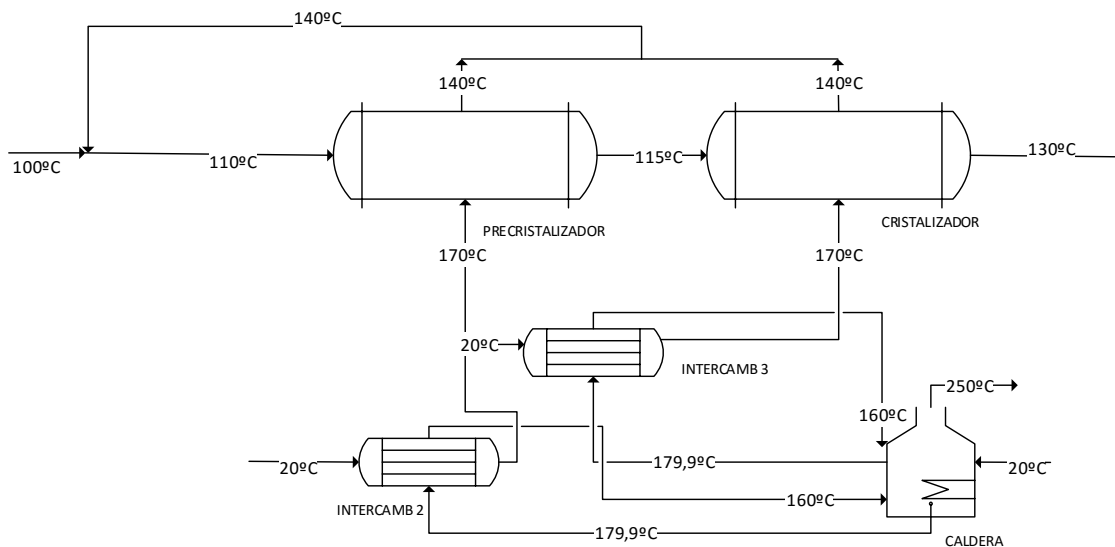 140ºC
140ºC
140ºC
100ºC
110ºC
115ºC
130ºC
PRECRISTALIZADOR
CRISTALIZADOR
170ºC
170ºC
20ºC
INTERCAMB 3
250ºC
160ºC
20ºC
179,9ºC
20ºC
160ºC
INTERCAMB 2
179,9ºC
CALDERA